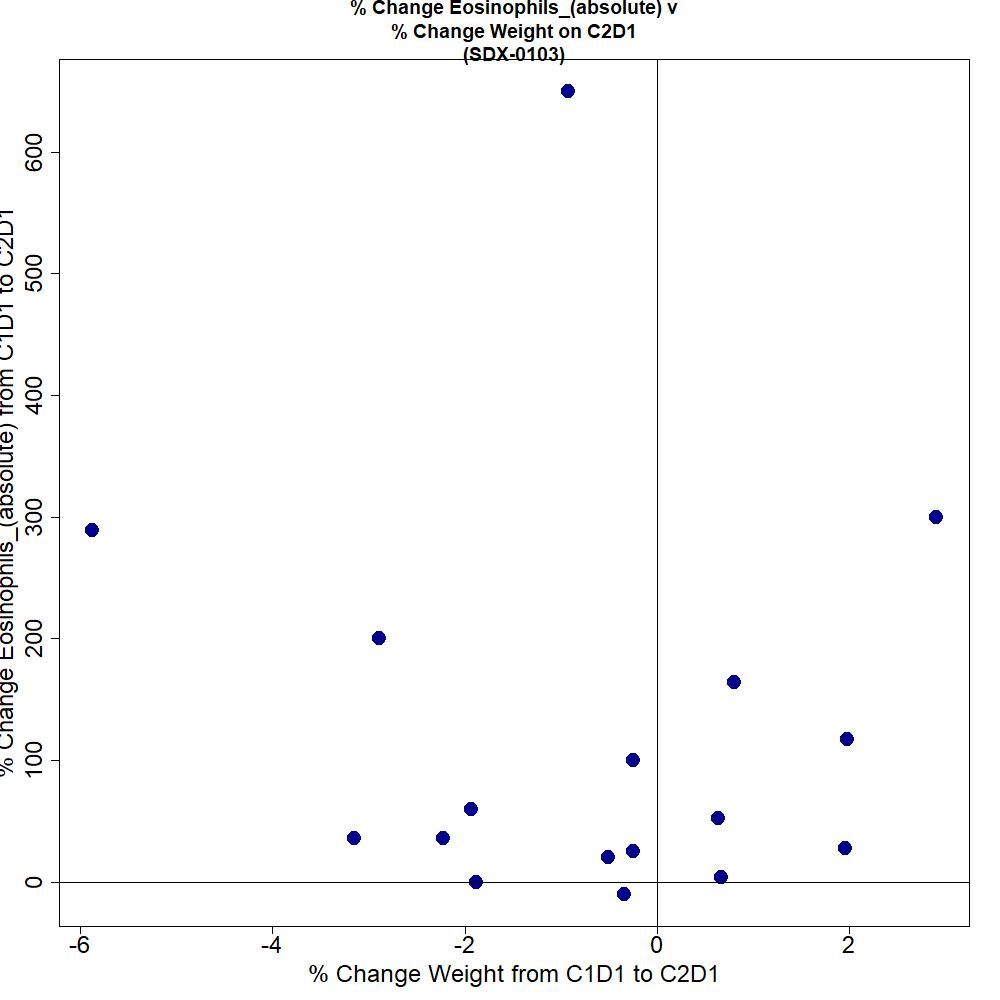 % Change Eosinophils_(absolute) v
% Change Weight on C2D1
(SDX-0103)
% Change Eosinophils_(absolute) from C1D1 to C2D1
600
500
400
300
200
100
0
-6
-4
-2
0
2
% Change Weight from C1D1 to C2D1